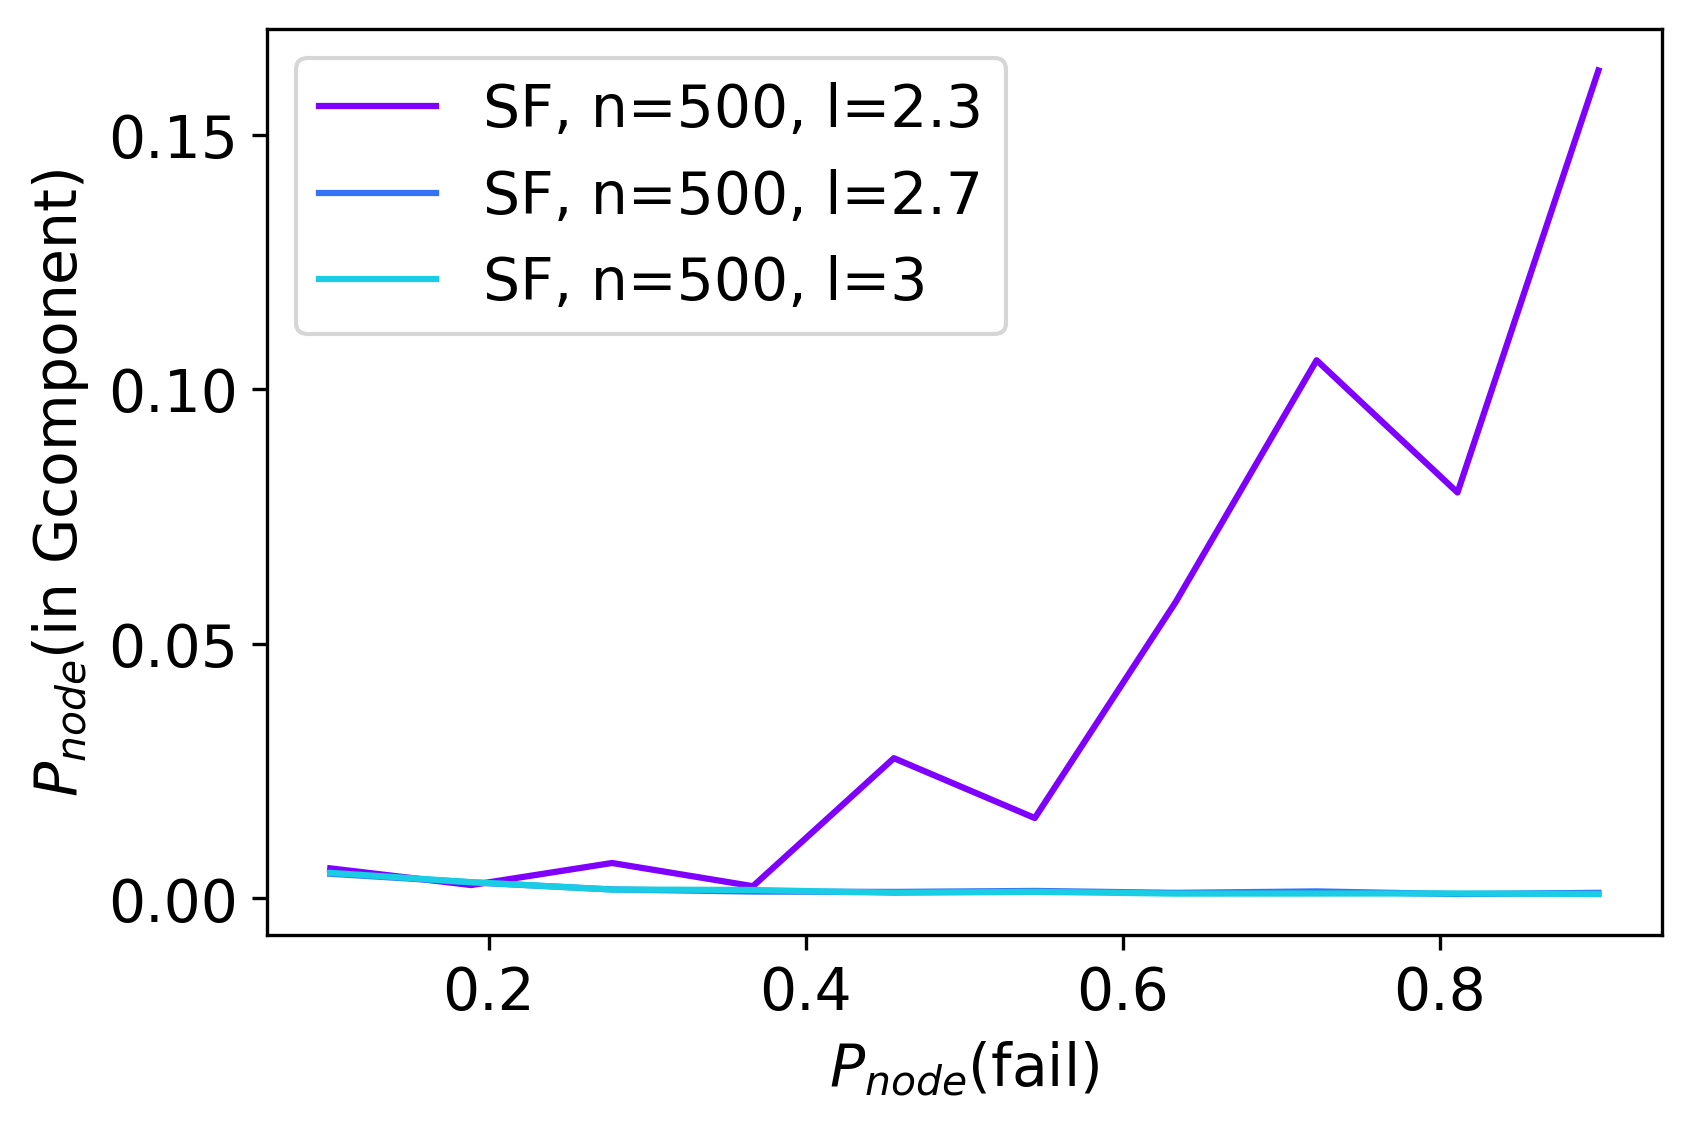 SF, n=500, l=2.3
SF, n=500, l=2.7
SF, n=500, l=3
0.15
0.10
0.05
0.00
P_node(in Gcomponent)
0.2 0.4 0.6 0.8
P_node(fail)